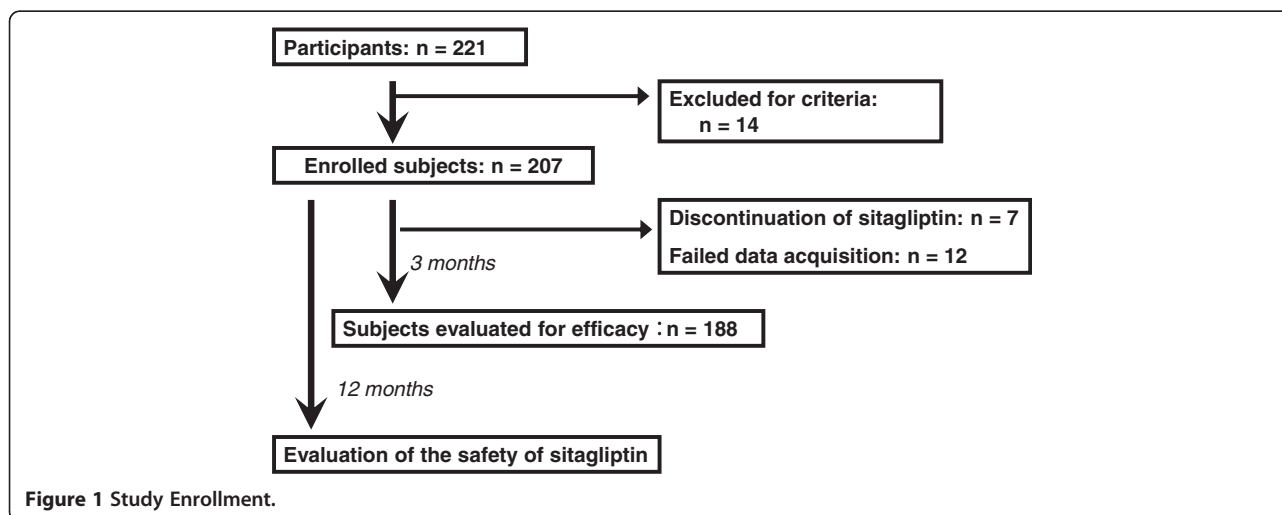 Participants: n = 221
Excluded for criteria:
n = 14
Enrolled subjects: n = 207
Discontinuation of sitagliptin: n = 7
Failed data acquisition: n = 12
3 months
Subjects evaluated for efficacy : n = 188
12 months
Evaluation of the safety of sitagliptin
Figure 1 Study Enrollment.